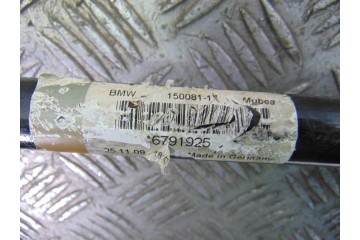 BMW 150081-1 Mubea
6791925
25.11.09 Made in Germany